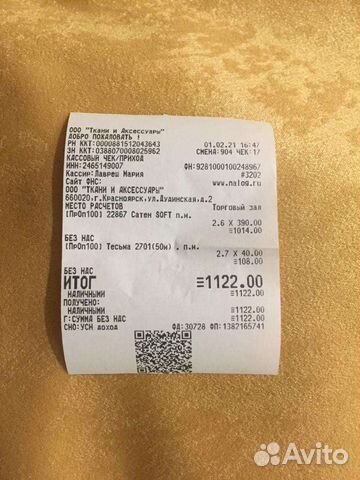 ООО "Ткани и Аксессуары"
ДОБРО ПОЖАЛОВАТЬ !
РН ККТ:0000881512043643 01.02.21 16:47
ЗН ККТ:0388070008025962 СМЕНА:904 ЧЕК:17
КАССОВЫЙ ЧЕК/ПРИХОД
ИНН:2465149007 ФН:9281000100248967
Кассир:Лавреш Мария #3202
Сайт ФНС: www.nalog.ru
ООО "ТКАНИ И АКСЕССУАРЫ"
660020,г.Красноярск,ул.Дудинская,д.2
МЕСТО РАСЧЕТОВ Торговый зал
[ПрОп100] 22867 Сатен SOFT п.м.
2.6 X 390.00
≡1014.00
БЕЗ НДС
[ПрОп100] Тесьма 2701(50м) . п.м.
2.7 X 40.00
≡108.00
БЕЗ НДС
ИТОГ ≡1122.00
НАЛИЧНЫМИ ≡1122.00
ПОЛУЧЕНО:
НАЛИЧНЫМИ ≡1122.00
Г:СУММА БЕЗ НДС ≡1122.00
СНО:УСН доход ФД:30728 ФП:1382165741
Avito